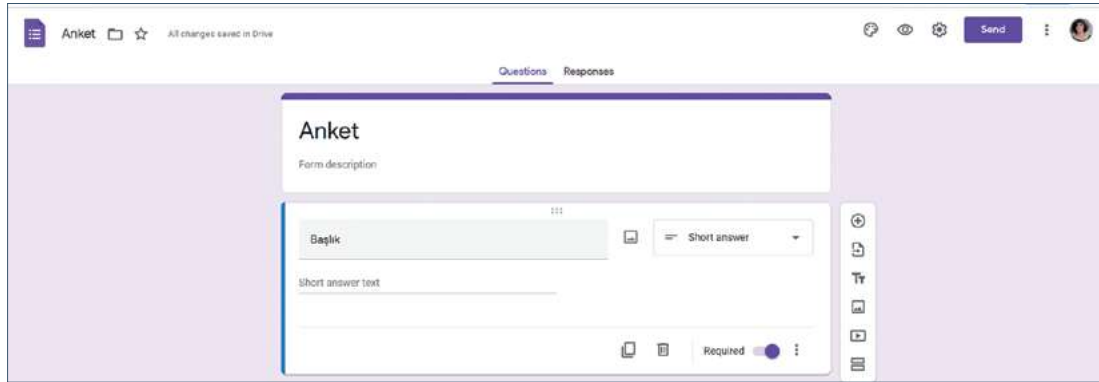 Anket All changes saved in Drive Send
Questions Responses
Anket
Form description
Başlık Short answer
Short answer text
Tт
Required